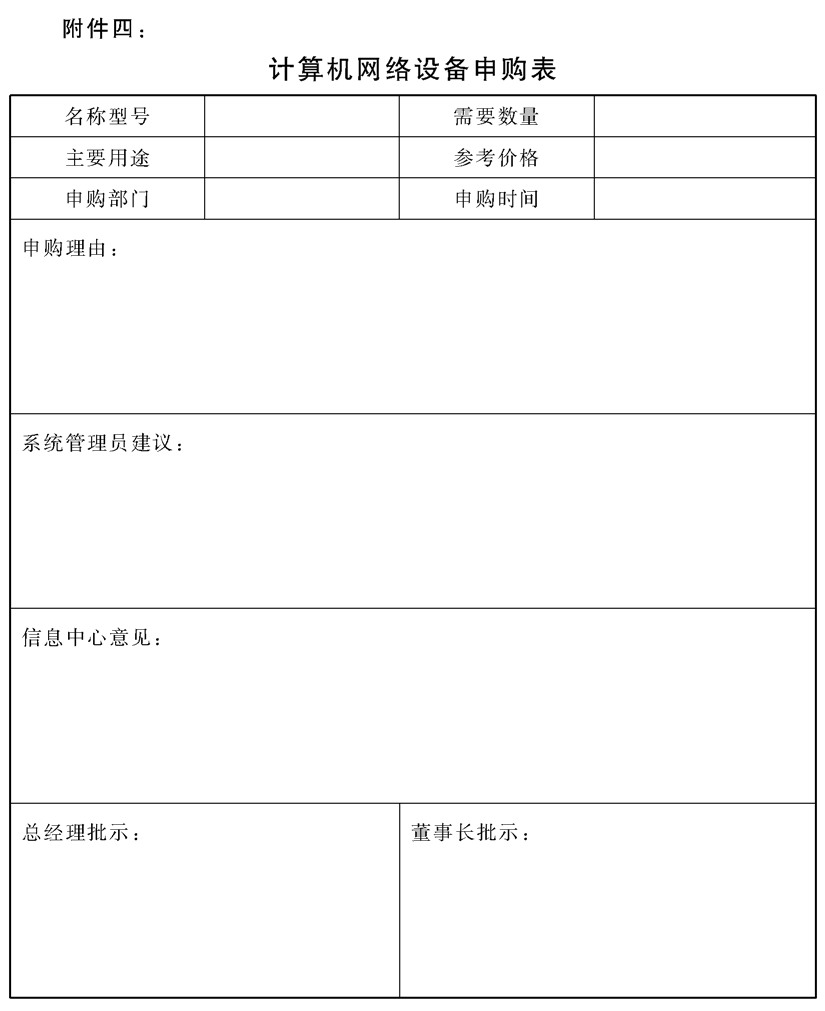 附件四：
计算机网络设备申购表
名称型号 需要数量
主要用途 参考价格
申购部门 申购时间
申购理由：
系统管理员建议：
信息中心意见：
总经理批示： 董事长批示：